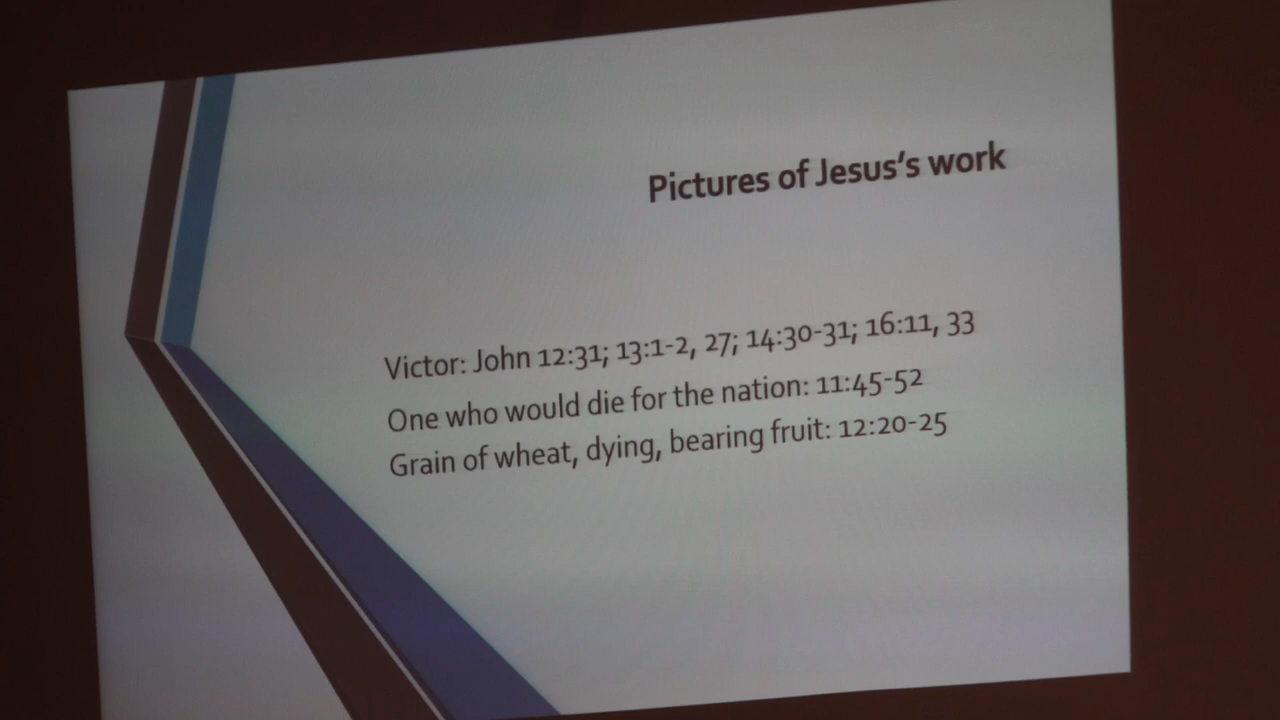 Pictures of Jesus's work
Victor: John 12:31; 13:1-2, 27; 14:30-31; 16:11, 33
One who would die for the nation: 11:45-52
Grain of wheat, dying, bearing fruit: 12:20-25